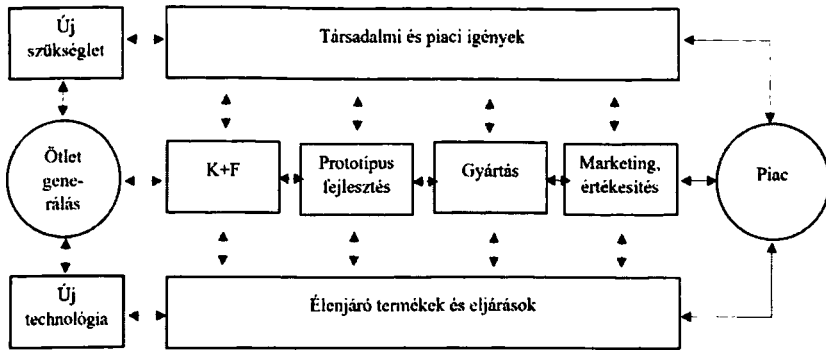 Új
szükséglet
Társadalmi és piaci igények
Ötlet
gene-
rálás
K+F
Prototípus
fejlesztés
Gyártás
Marketing,
értékesítés
Piac
Új
technológia
Élenjáró termékek és eljárások